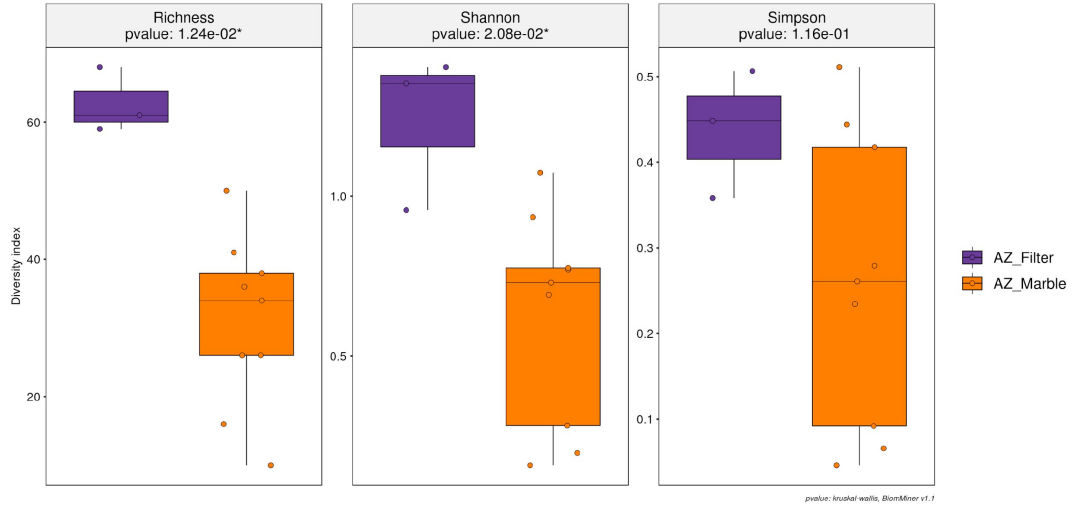 Richness
pvalue: 1.24e-02*
Shannon
pvalue: 2.08e-02*
Simpson
pvalue: 1.16e-01
Diversity index
60
40
20
1.0
0.5
0.5
0.4
0.3
0.2
0.1
AZ_Filter
AZ_Marble
pvalue: kruskal-wallis, BiomMiner v1.1